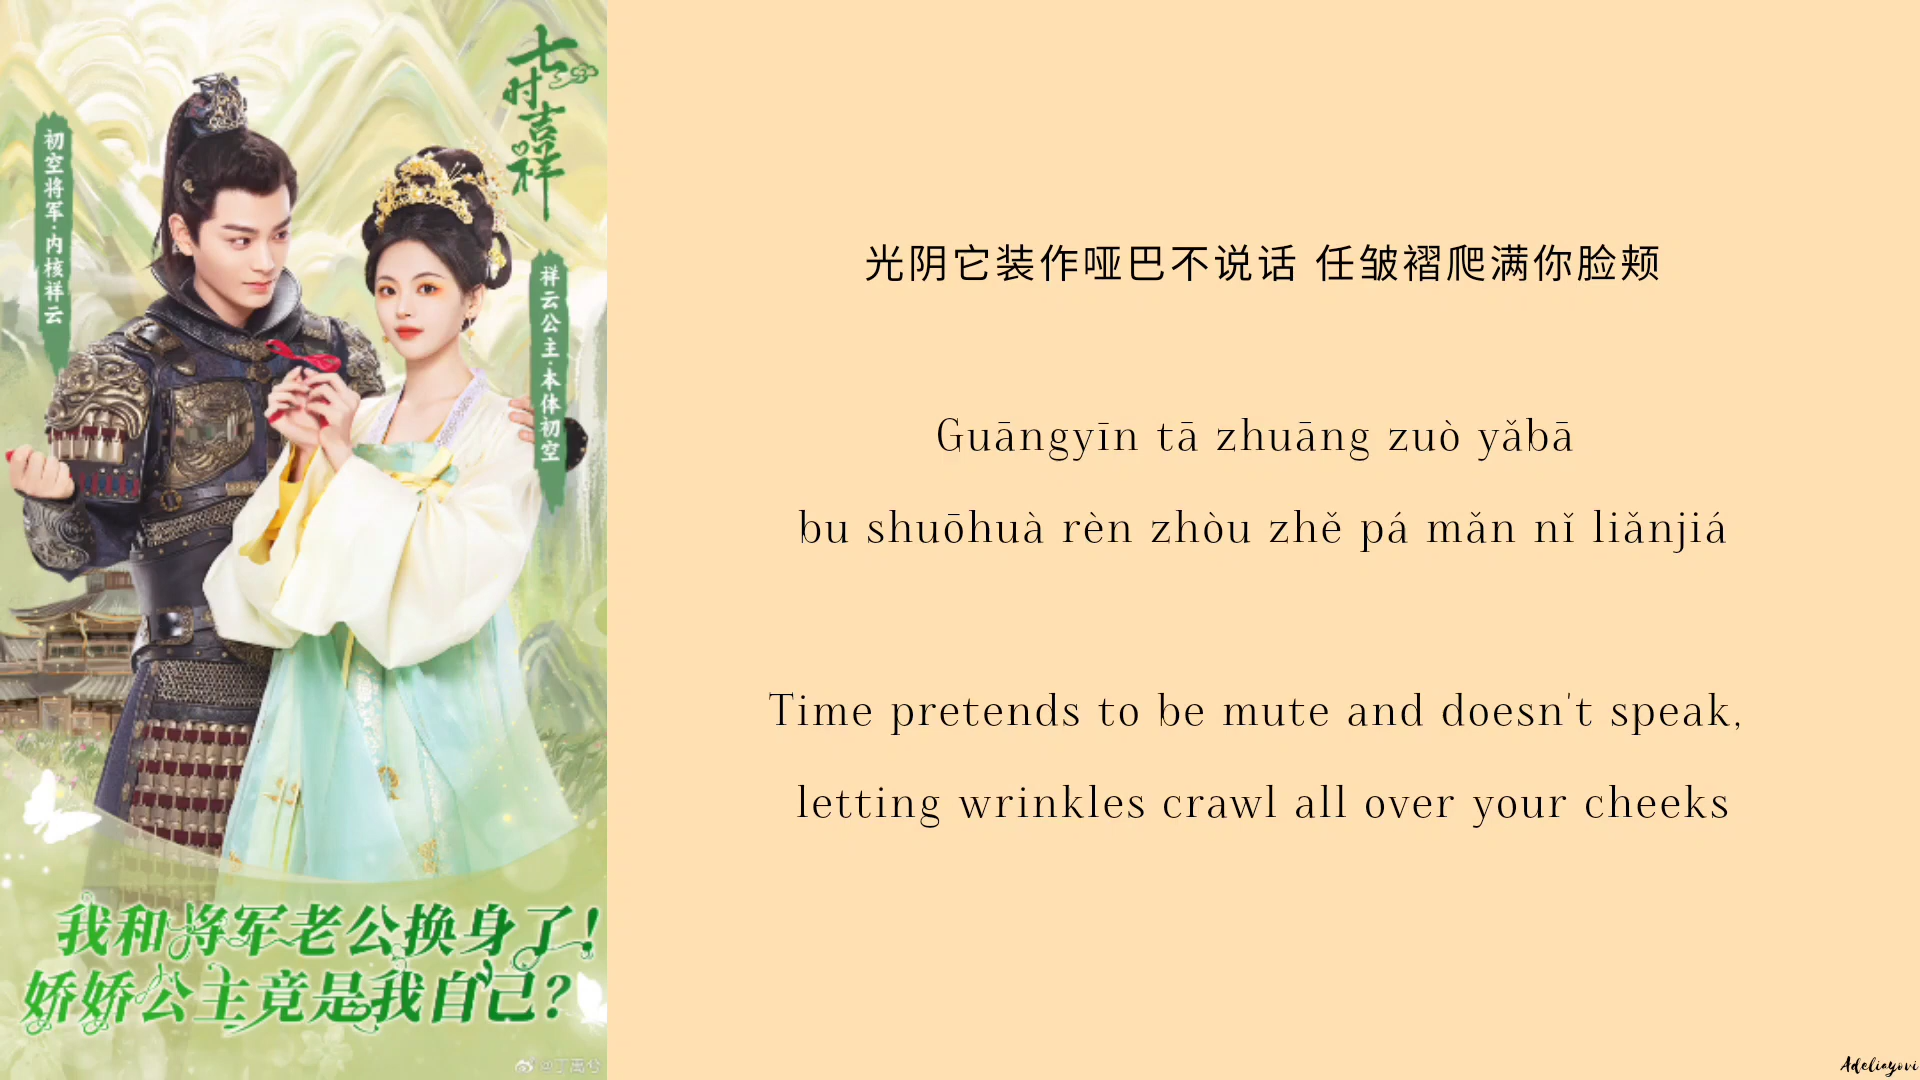 七时吉祥
初空将军·内核祥云
祥云公主·本体初空
我和将军老公换身了!
娇娇公主竟是我自己?
光阴它装作哑巴不说话 任皱褶爬满你脸颊
Guāngyīn tā zhuāng zuò yǎbā
bu shuōhuà rèn zhòu zhě pá mǎn nǐ liǎnjiá
Time pretends to be mute and doesn't speak,
letting wrinkles crawl all over your cheeks
Adeliayovi